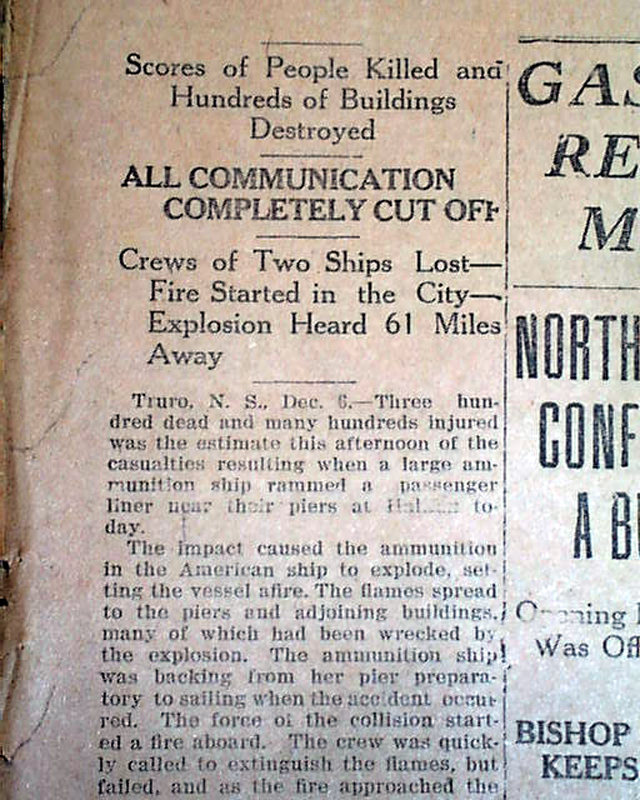 Scores of People Killed and
Hundreds of Buildings
Destroyed
ALL COMMUNICATION
COMPLETELY CUT OFF
Crews of Two Ships Lost—
Fire Started in the City—
Explosion Heard 61 Miles
Away
Truro, N. S., Dec. 6.—Three hun-
dred dead and many hundreds injured
was the estimate this afternoon of the
casualties resulting when a large am-
munition ship rammed a passenger
liner near their piers at to-
day.
The impact caused the ammunition
in the American ship to explode, set-
ting the vessel afire. The flames spread
to the piers and adjoining buildings,
many of which had been wrecked by
the explosion. The ammunition ship
was backing from her pier prepara-
tory to sailing when the accident occur-
red. The force of the collision start-
ed a fire aboard. The crew was quick-
ly called to extinguish the flames, but
failed, and as the fire approached the
GAS
RE
M
NORTH
CONF
A B
Was Off
BISHOP
KEEPS